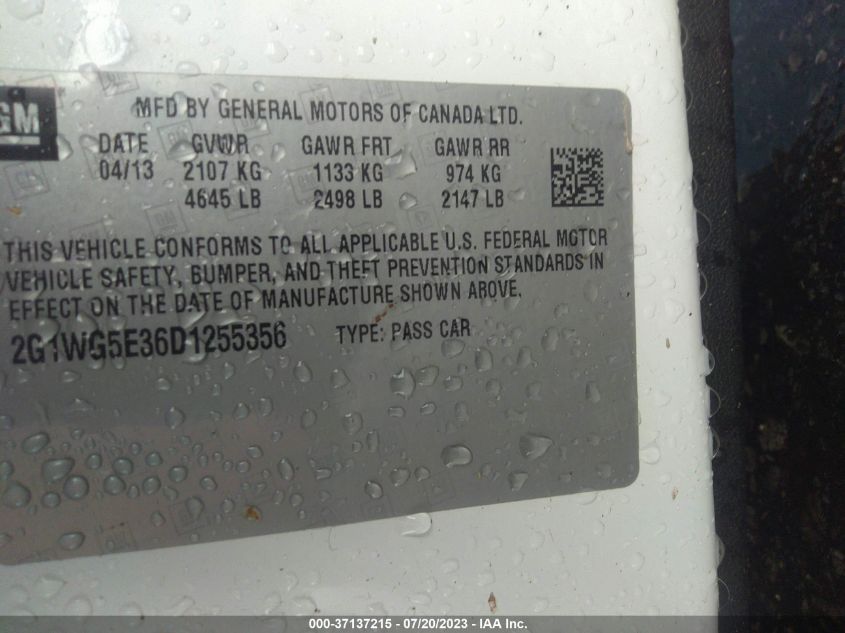 GM
MFD BY GENERAL MOTORS OF CANADA LTD.
DATE GVWR GAWR FRT GAWR RR
04/13 2107 KG 1133 KG 974 KG
4645 LB 2498 LB 2147 LB
THIS VEHICLE CONFORMS TO ALL APPLICABLE U.S. FEDERAL MOTOR
VEHICLE SAFETY, BUMPER, AND THEFT PREVENTION STANDARDS IN
EFFECT ON THE DATE OF MANUFACTURE SHOWN ABOVE.
2G1WG5E36D1255356 TYPE: PASS CAR
000-37137215 - 07/20/2023 - IAA Inc.